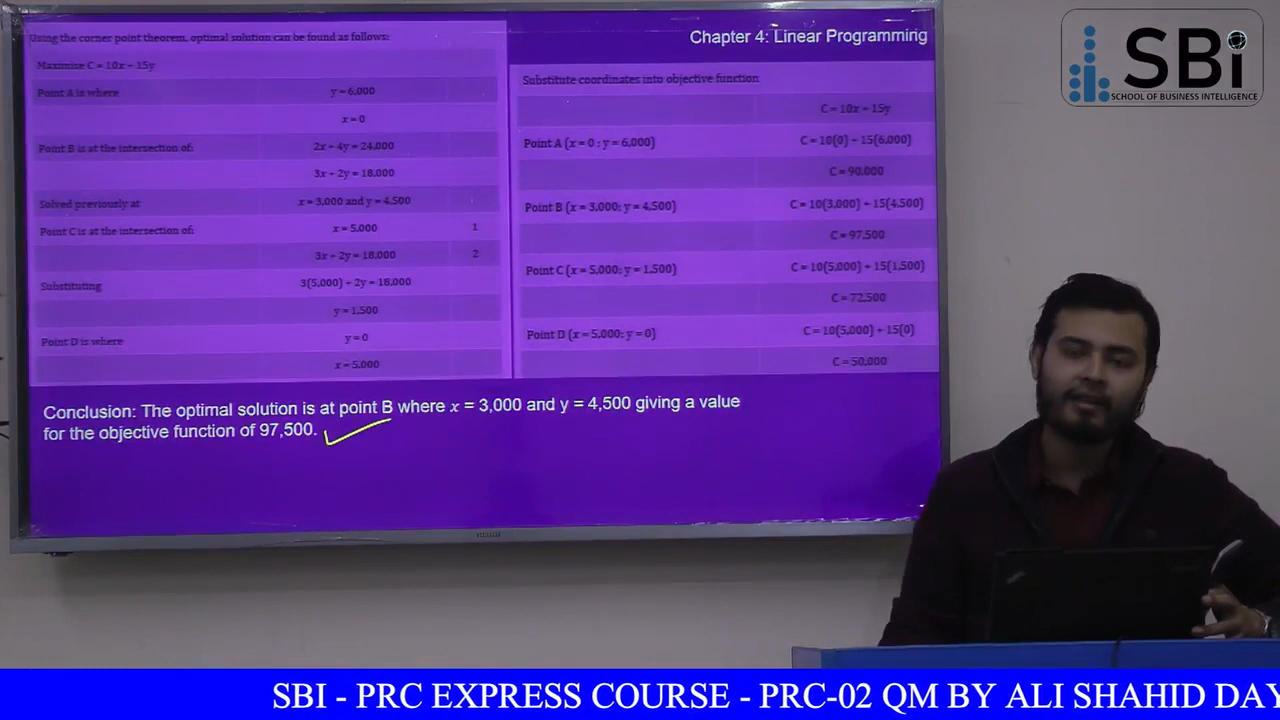 Chapter 4: Linear Programming
SBi
SCHOOL OF BUSINESS INTELLIGENCE
Using the corner point theorem, optimal solution can be found as follows:
Maximise C = 10x + 15y
Point A is where y = 6,000
x = 0
Point B is at the intersection of: 2x + 4y = 24,000
3x + 2y = 18,000
Solved previously at x = 3,000 and y = 4,500
Point C is at the intersection of: x = 5,000 1
3x + 2y = 18,000 2
Substituting 3(5,000) + 2y = 18,000
y = 1,500
Point D is where y = 0
x = 5,000
Substitute coordinates into objective function
C = 10x + 15y
Point A (x = 0 ; y = 6,000) C = 10(0) + 15(6,000)
C = 90,000
Point B (x = 3,000; y = 4,500) C = 10(3,000) + 15(4,500)
C = 97,500
Point C (x = 5,000; y = 1,500) C = 10(5,000) + 15(1,500)
C = 72,500
Point D (x = 5,000; y = 0) C = 10(5,000) + 15(0)
C = 50,000
Conclusion: The optimal solution is at point B where x = 3,000 and y = 4,500 giving a value
for the objective function of 97,500.
SBI - PRC EXPRESS COURSE - PRC-02 QM BY ALI SHAHID DAY